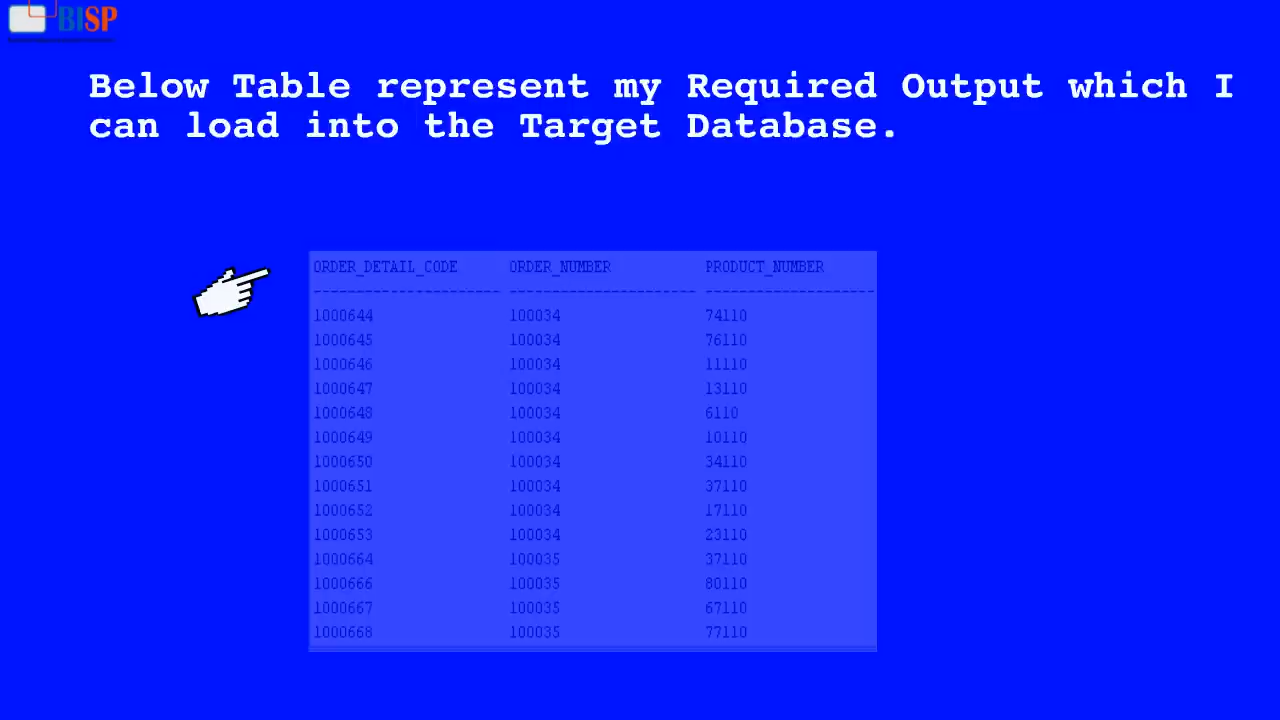 BISP
Below Table represent my Required Output which I
can load into the Target Database.
ORDER_DETAIL_CODE ORDER_NUMBER PRODUCT_NUMBER
1000644 100034 74110
1000645 100034 76110
1000646 100034 11110
1000647 100034 13110
1000648 100034 6110
1000649 100034 10110
1000650 100034 34110
1000651 100034 37110
1000652 100034 17110
1000653 100034 23110
1000664 100035 37110
1000666 100035 80110
1000667 100035 67110
1000668 100035 77110